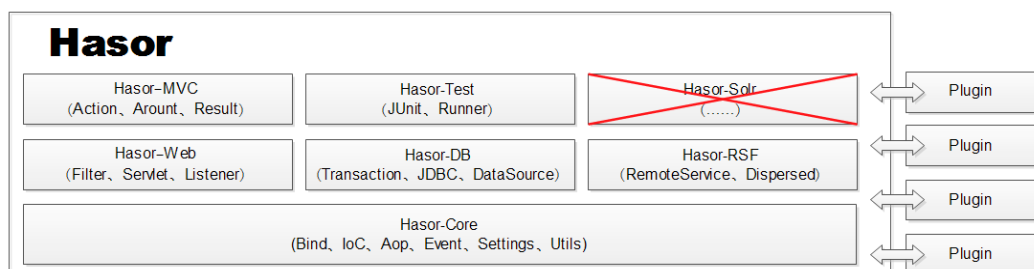 Hasor
Hasor–MVC
(Action、Arount、Result)
Hasor-Test
(JUnit、Runner)
Hasor-Solr
(……)
Plugin
Hasor–Web
(Filter、Servlet、Listener)
Hasor-DB
(Transaction、JDBC、DataSource)
Hasor-RSF
(RemoteService、Dispersed)
Plugin
Hasor-Core
(Bind、IoC、Aop、Event、Settings、Utils)
Plugin
Plugin